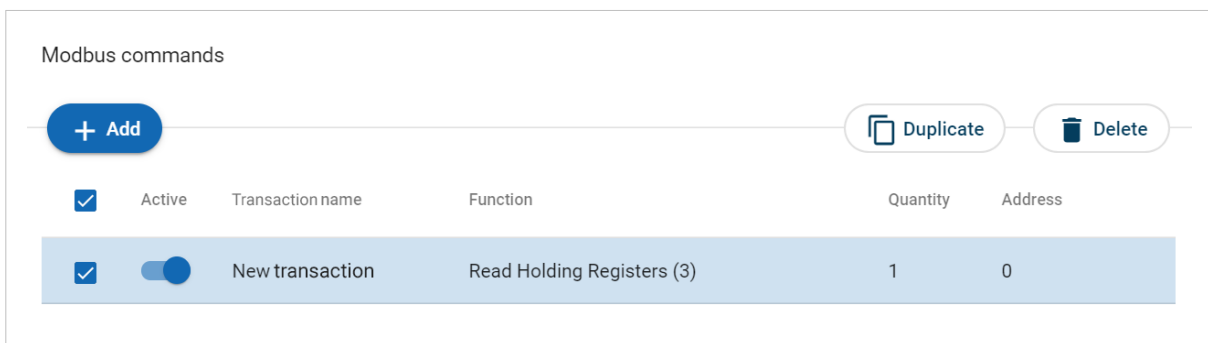 Modbus commands
Add Duplicate Delete
Active Transaction name Function Quantity Address
New transaction Read Holding Registers (3) 1 0